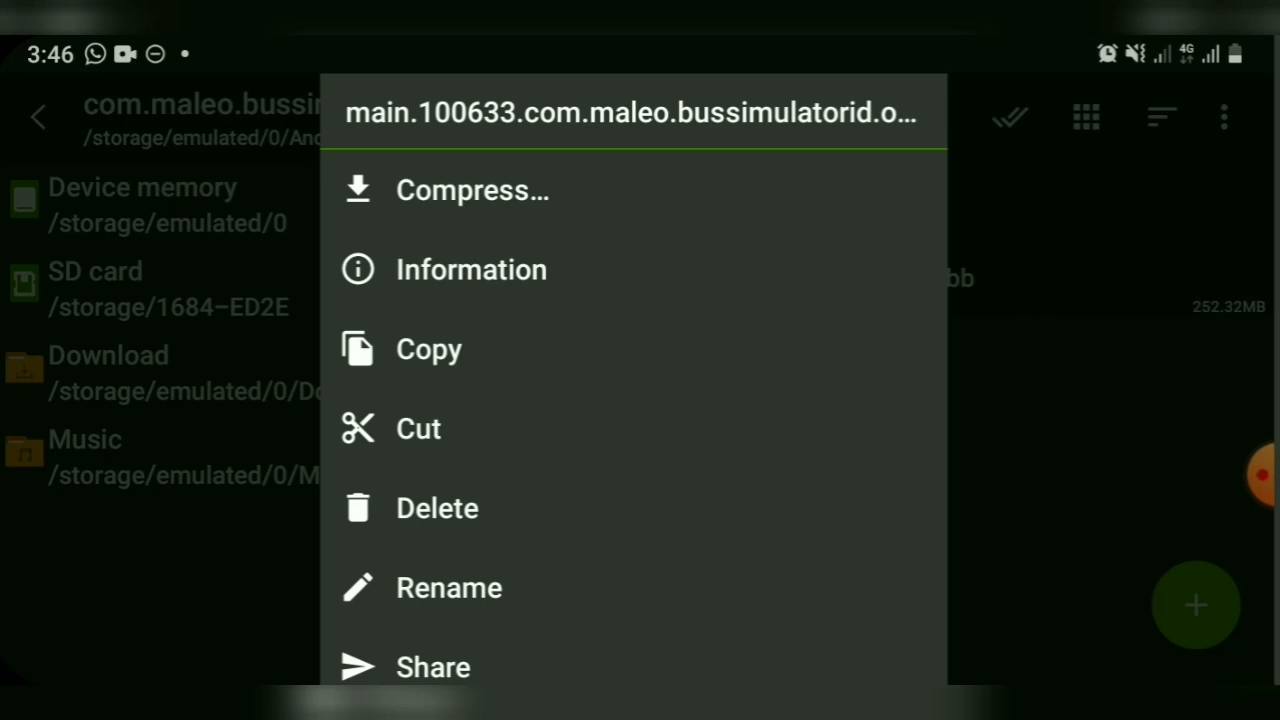 3:46
4G
com.maleo.bussi
/storage/emulated/0/And
Device memory
/storage/emulated/0
SD card
/storage/1684-ED2E
Download
/storage/emulated/0/Do
Music
/storage/emulated/0/M
main.100633.com.maleo.bussimulatorid.o...
Compress...
Information
Copy
Cut
Delete
Rename
Share
bb
252.32MB